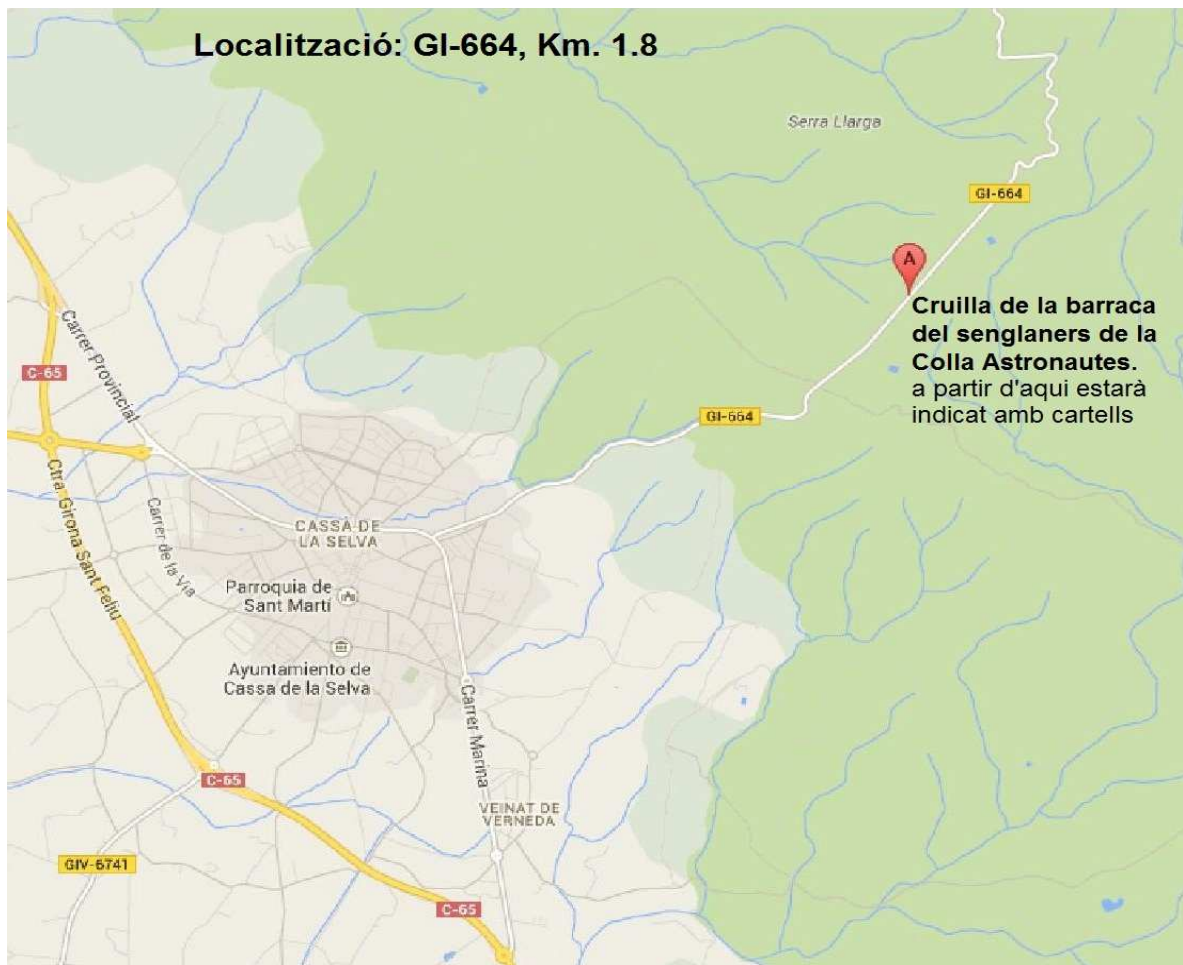 Localització: GI-664, Km. 1.8
Serra Llarga
GI-664
A
Cruilla de la barraca
del senglaners de la
Colla Astronautes.
a partir d'aqui estarà
indicat amb cartells
Carrer Provincial
C-65
GI-664
Ctra. Girona Sant Feliu
Carrer de la Via
CASSÀ DE
LA SELVA
Parroquia de
Sant Martí
Ayuntamiento de
Cassa de la Selva
Carrer Marina
C-65
VEINAT DE
VERNEDA
GIV-6741
C-65